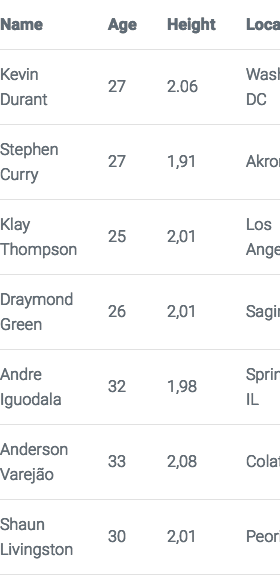 Name Age Height Loca
Kevin Durant 27 2.06 DC
Stephen Curry 27 1,91
Klay Thompson 25 2,01 Los
Draymond Green 26 2,01
Andre Iguodala 32 1,98 IL
Anderson Varejão 33 2,08
Shaun Livingston 30 2,01